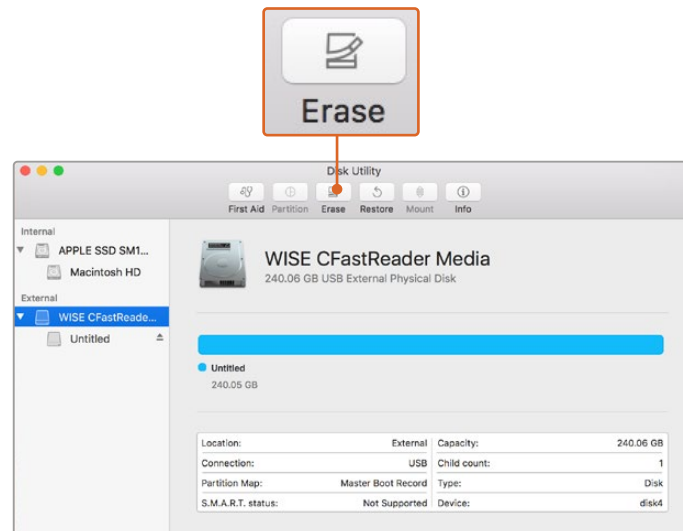 Erase
Disk Utility
First Aid Partition Erase Restore Mount Info
Internal
APPLE SSD SM1...
Macintosh HD
External
WISE CFastReade...
Untitled
WISE CFastReader Media
240.06 GB USB External Physical Disk
Untitled
240.05 GB
Location: External Capacity: 240.06 GB
Connection: USB Child count: 1
Partition Map: Master Boot Record Type: Disk
S.M.A.R.T. status: Not Supported Device: disk4